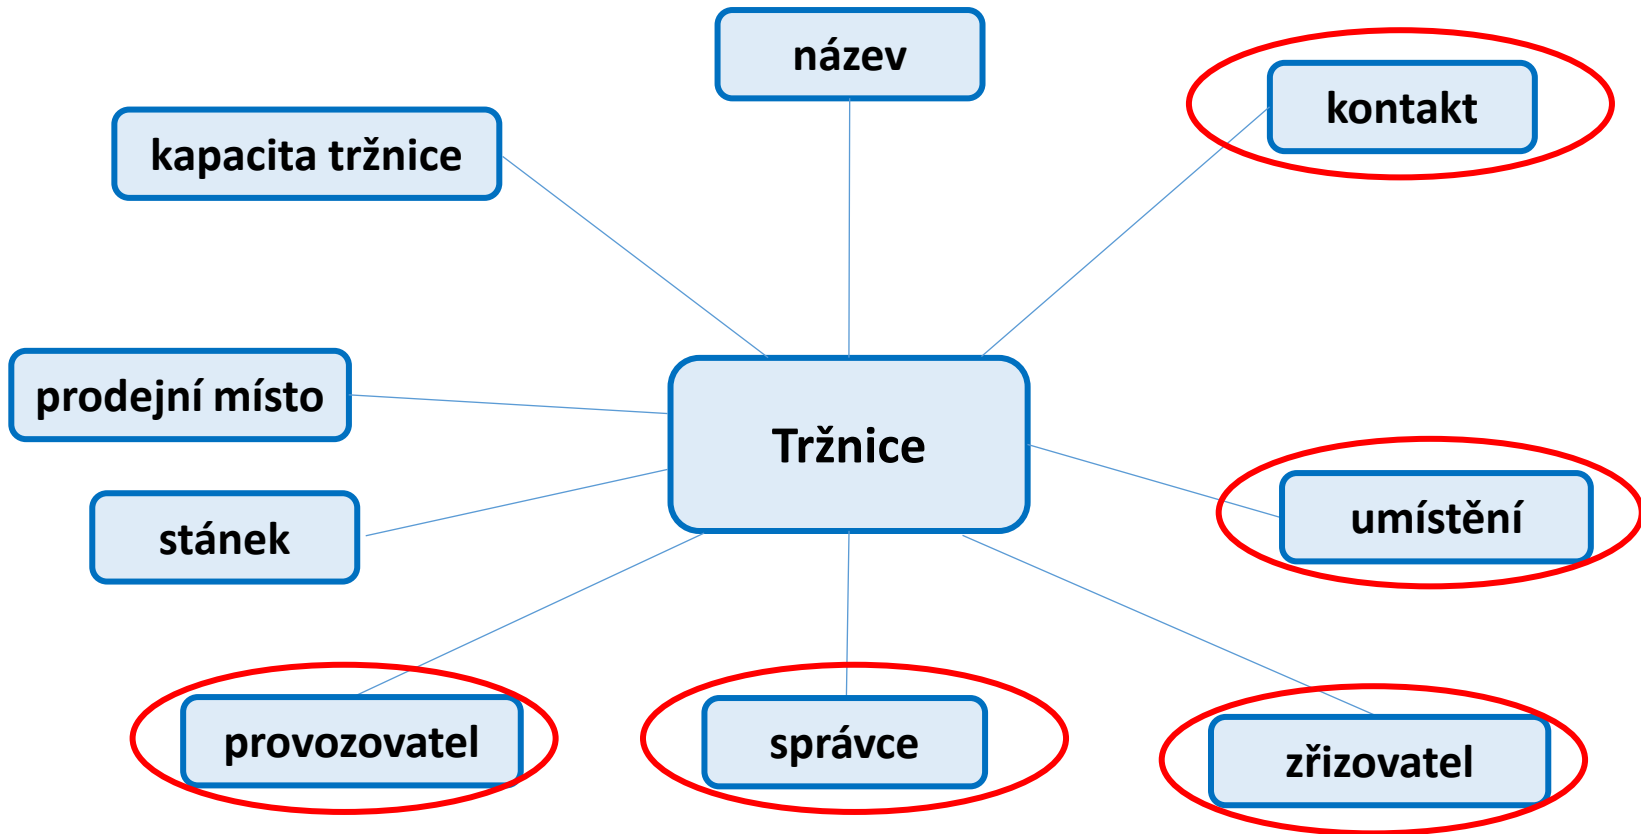 název
kontakt
kapacita tržnice
prodejní místo
Tržnice
umístění
stánek
provozovatel
správce
zřizovatel